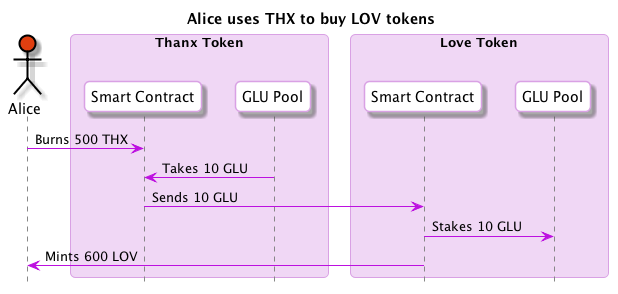 Alice uses THX to buy LOV tokens
Thanx Token
Love Token
Smart Contract
GLU Pool
Smart Contract
GLU Pool
Alice
Burns 500 THX
Takes 10 GLU
Sends 10 GLU
Stakes 10 GLU
Mints 600 LOV